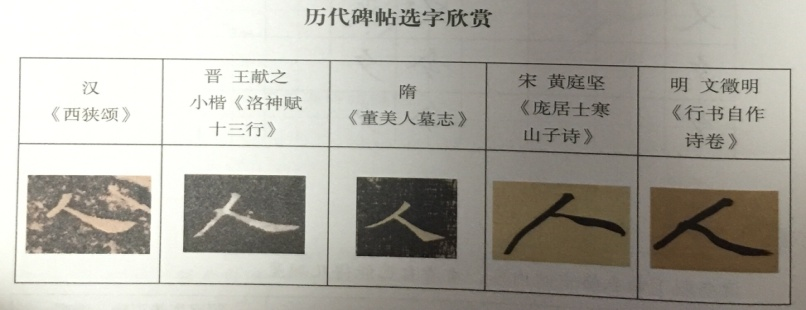 历代碑帖选字欣赏
汉
《西狭颂》
晋 王献之
小楷《洛神赋
十三行》
隋
《董美人墓志》
宋 黄庭坚
《庞居士寒
山子诗》
明 文徵明
《行书自作
诗卷》
人
人
人
人
人